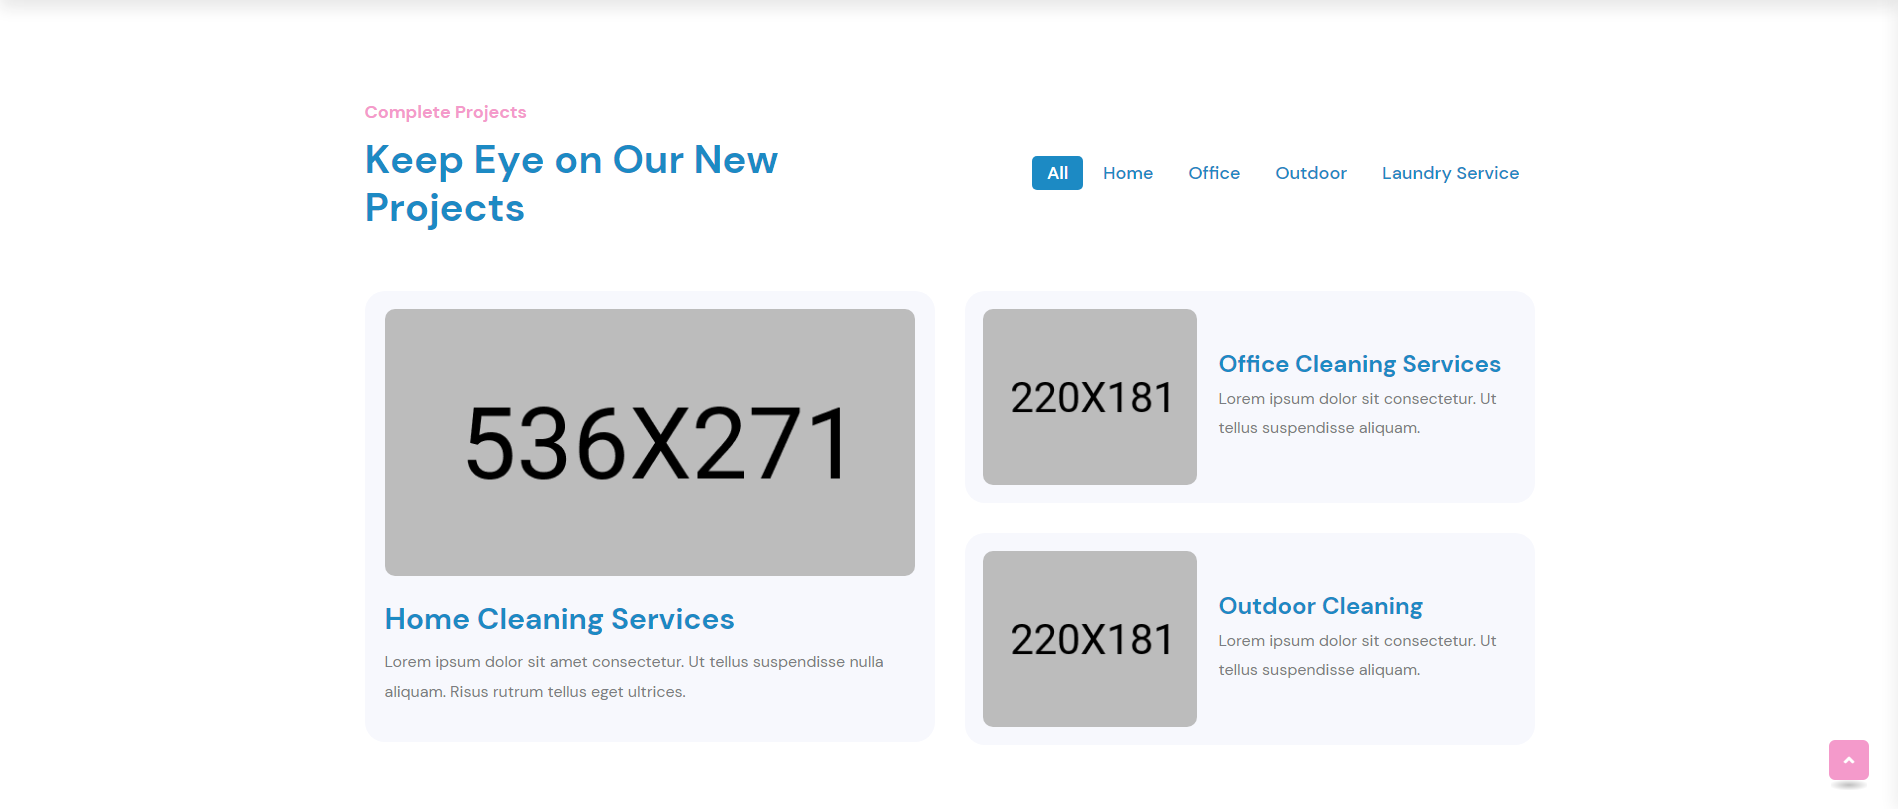 Complete Projects
Keep Eye on Our New
Projects
All
Home
Office
Outdoor
Laundry Service
536X271
Home Cleaning Services
Lorem ipsum dolor sit amet consectetur. Ut tellus suspendisse nulla
aliquam. Risus rutrum tellus eget ultrices.
220X181
Office Cleaning Services
Lorem ipsum dolor sit consectetur. Ut
tellus suspendisse aliquam.
220X181
Outdoor Cleaning
Lorem ipsum dolor sit consectetur. Ut
tellus suspendisse aliquam.